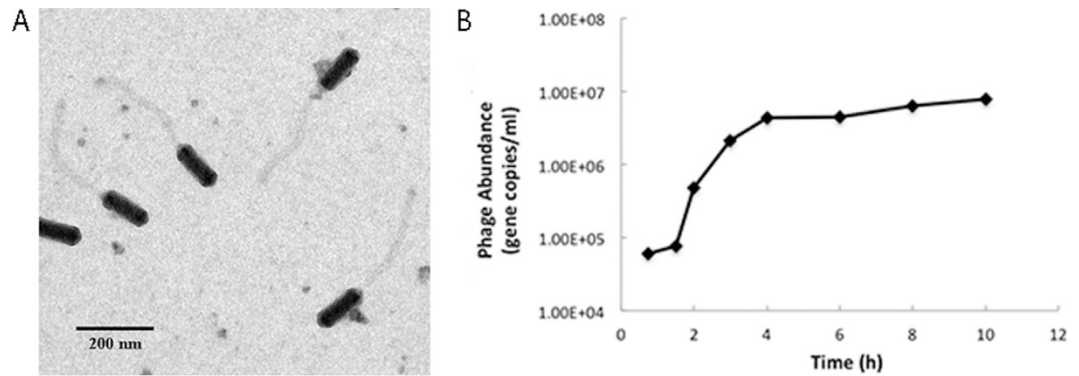 A
200 nm
B
Phage Abundance
(gene copies/ml)
1.00E+08
1.00E+07
1.00E+06
1.00E+05
1.00E+04
0 2 4 6 8 10 12
Time (h)